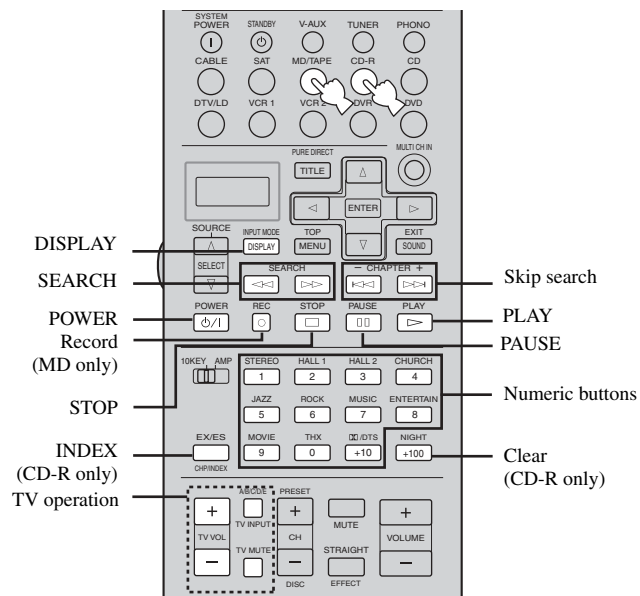 SYSTEM
POWER STANDBY V-AUX TUNER PHONO
CABLE SAT MD/TAPE CD-R CD
DTV/LD VCR 1 VCR 2 DVR DVD
PURE DIRECT MULTI CH IN
TITLE
ENTER
SOURCE INPUT MODE TOP EXIT
DISPLAY DISPLAY MENU SOUND
SELECT
SEARCH SEARCH – CHAPTER + Skip search
POWER POWER REC STOP PAUSE PLAY PLAY
Record
(MD only)
PAUSE
10KEY AMP STEREO HALL 1 HALL 2 CHURCH
1 2 3 4
Numeric buttons
STOP JAZZ ROCK MUSIC ENTERTAIN
5 6 7 8
INDEX
(CD-R only)
EX/ES MOVIE THX /DTS NIGHT
9 0 +10 +100
CHP/INDEX
Clear
(CD-R only)
TV operation
A/B/C/D/E PRESET
+ + +
TV INPUT MUTE
TV VOL CH VOLUME
TV MUTE STRAIGHT
– – –
DISC EFFECT